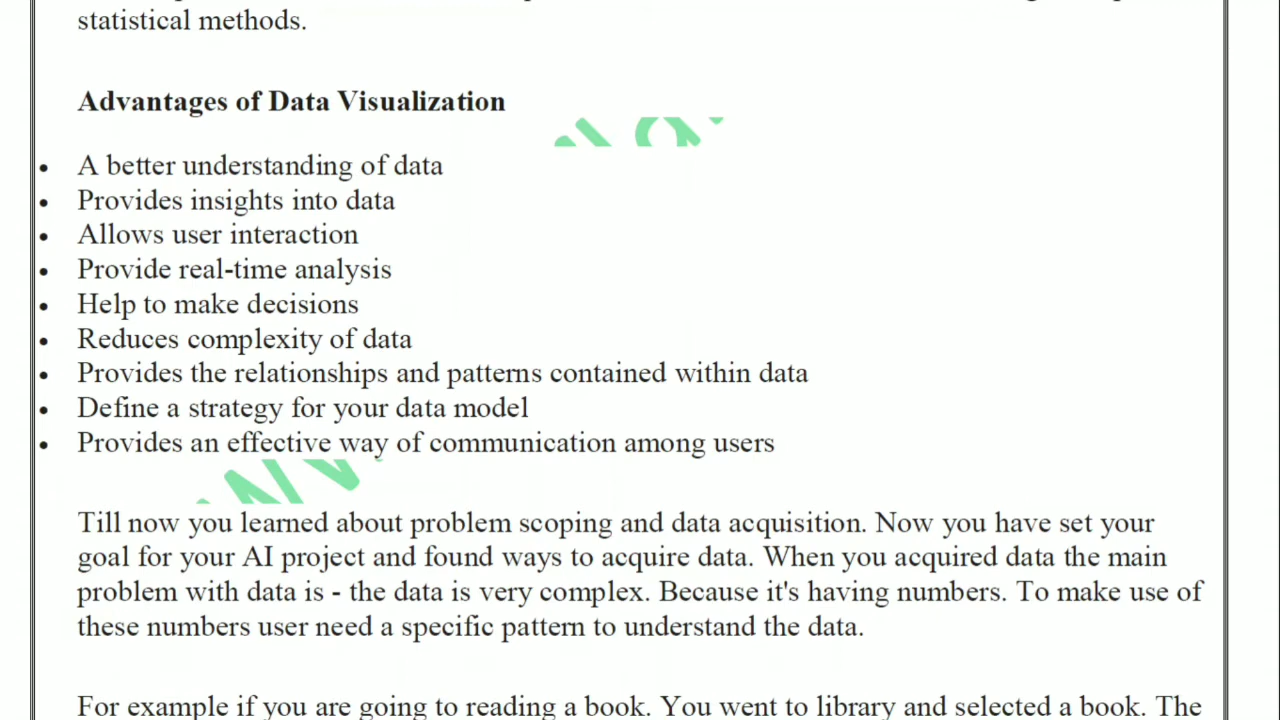 statistical methods.
Advantages of Data Visualization
• A better understanding of data
• Provides insights into data
• Allows user interaction
• Provide real-time analysis
• Help to make decisions
• Reduces complexity of data
• Provides the relationships and patterns contained within data
• Define a strategy for your data model
• Provides an effective way of communication among users
Till now you learned about problem scoping and data acquisition. Now you have set your
goal for your AI project and found ways to acquire data. When you acquired data the main
problem with data is - the data is very complex. Because it's having numbers. To make use of
these numbers user need a specific pattern to understand the data.
For example if you are going to reading a book. You went to library and selected a book. The